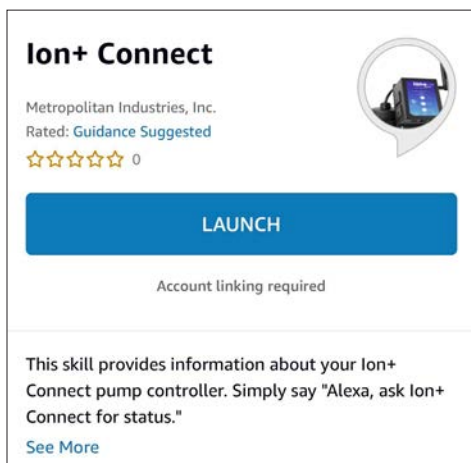 Ion+ Connect
Metropolitan Industries, Inc.
Rated: Guidance Suggested
0
LAUNCH
Account linking required
This skill provides information about your Ion+
Connect pump controller. Simply say "Alexa, ask Ion+
Connect for status."
See More